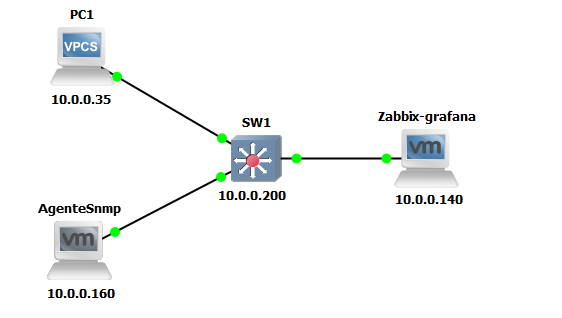 PC1
VPCS
10.0.0.35
SW1
10.0.0.200
Zabbix-grafana
vm
10.0.0.140
AgenteSnmp
vm
10.0.0.160